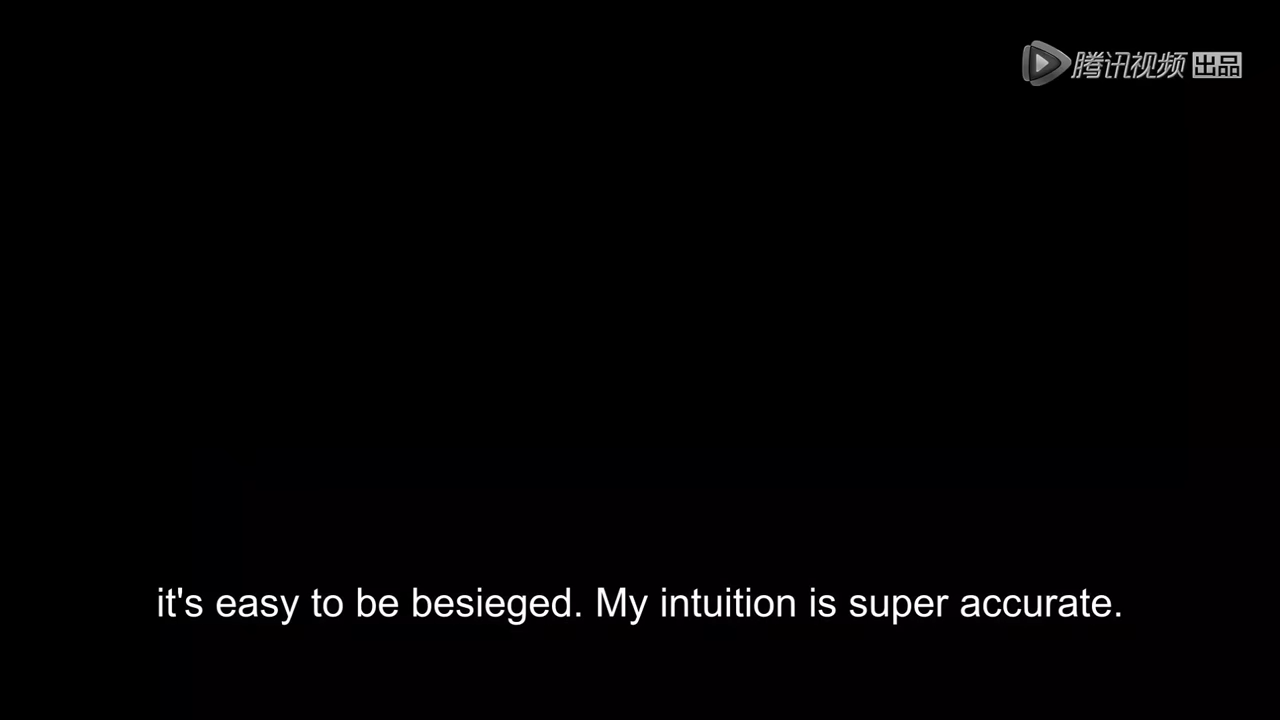 腾讯视频 出品
it's easy to be besieged. My intuition is super accurate.